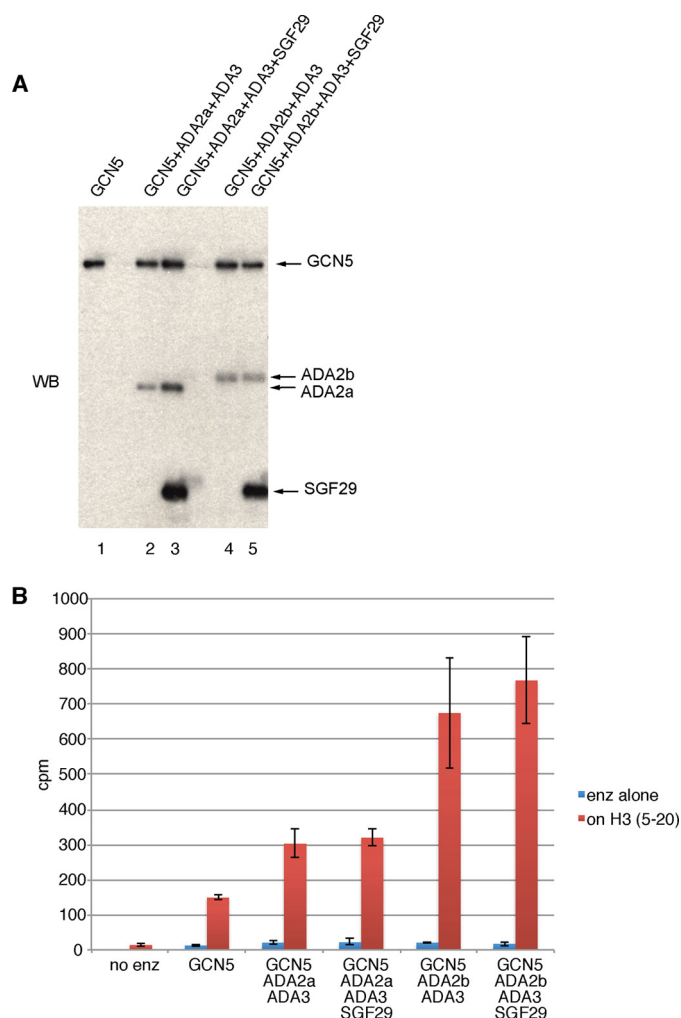 A
GCN5
GCN5+ADA2a+ADA3
GCN5+ADA2a+ADA3+SGF29
GCN5+ADA2b+ADA3
GCN5+ADA2b+ADA3+SGF29
GCN5
WB
ADA2b
ADA2a
SGF29
1 2 3 4 5
B
1000
900
800
700
600
500
400
300
200
100
0
cpm
enz alone
on H3 (5-20)
no enz
GCN5
GCN5
ADA2a
ADA3
GCN5
ADA2a
ADA3
SGF29
GCN5
ADA2b
ADA3
GCN5
ADA2b
ADA3
SGF29